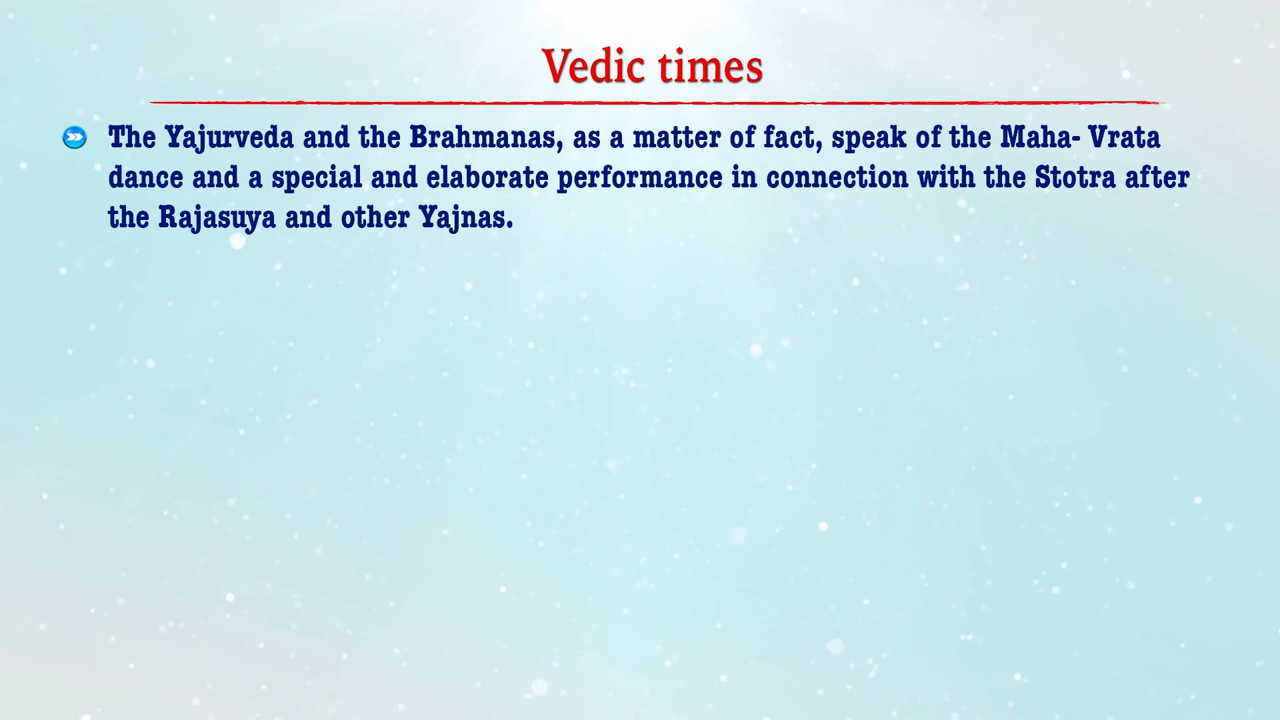 Vedic times
The Yajurveda and the Brahmanas, as a matter of fact, speak of the Maha- Vrata
dance and a special and elaborate performance in connection with the Stotra after
the Rajasuya and other Yajnas.